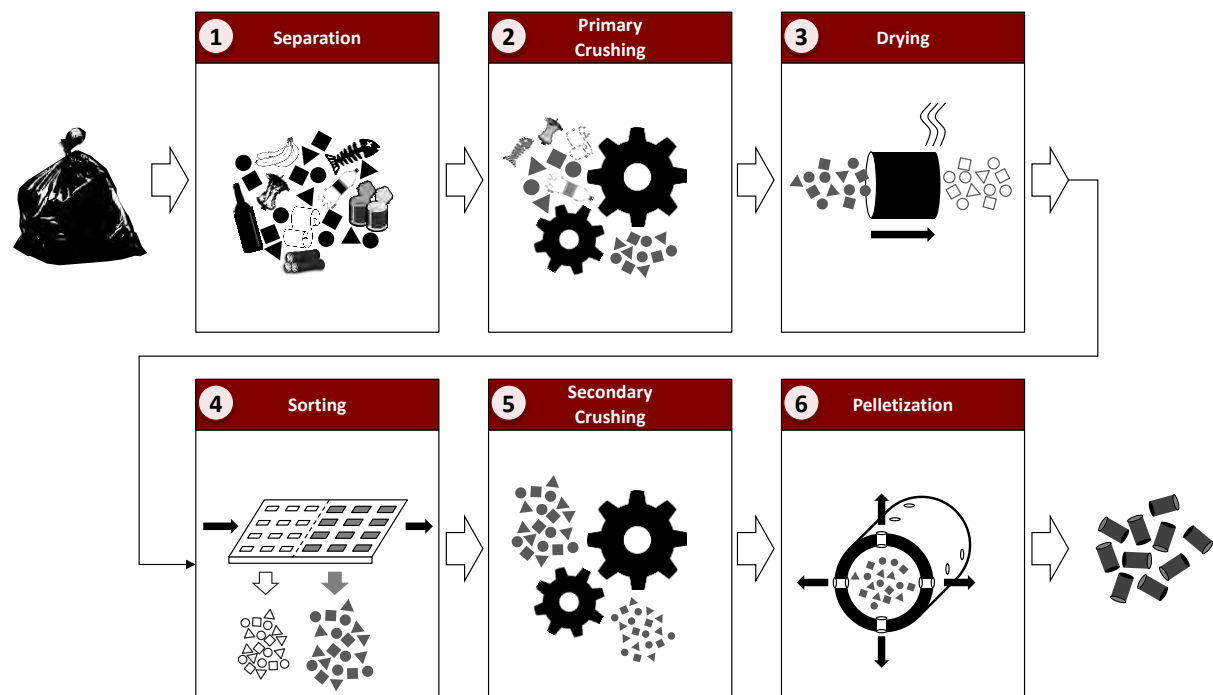 1 Separation
2 Primary
Crushing
3 Drying
4 Sorting
5 Secondary
Crushing
6 Pelletization